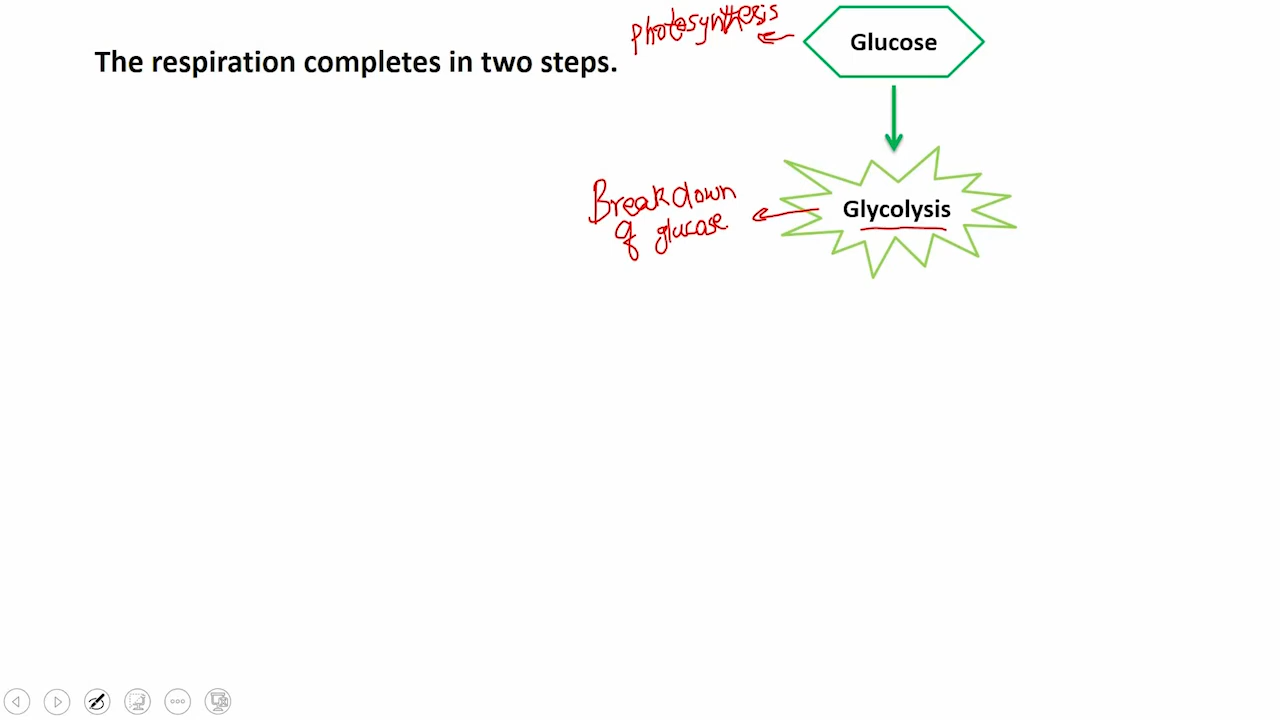 photosynthesis
Glucose
The respiration completes in two steps.
Breakdown
of glucose
Glycolysis